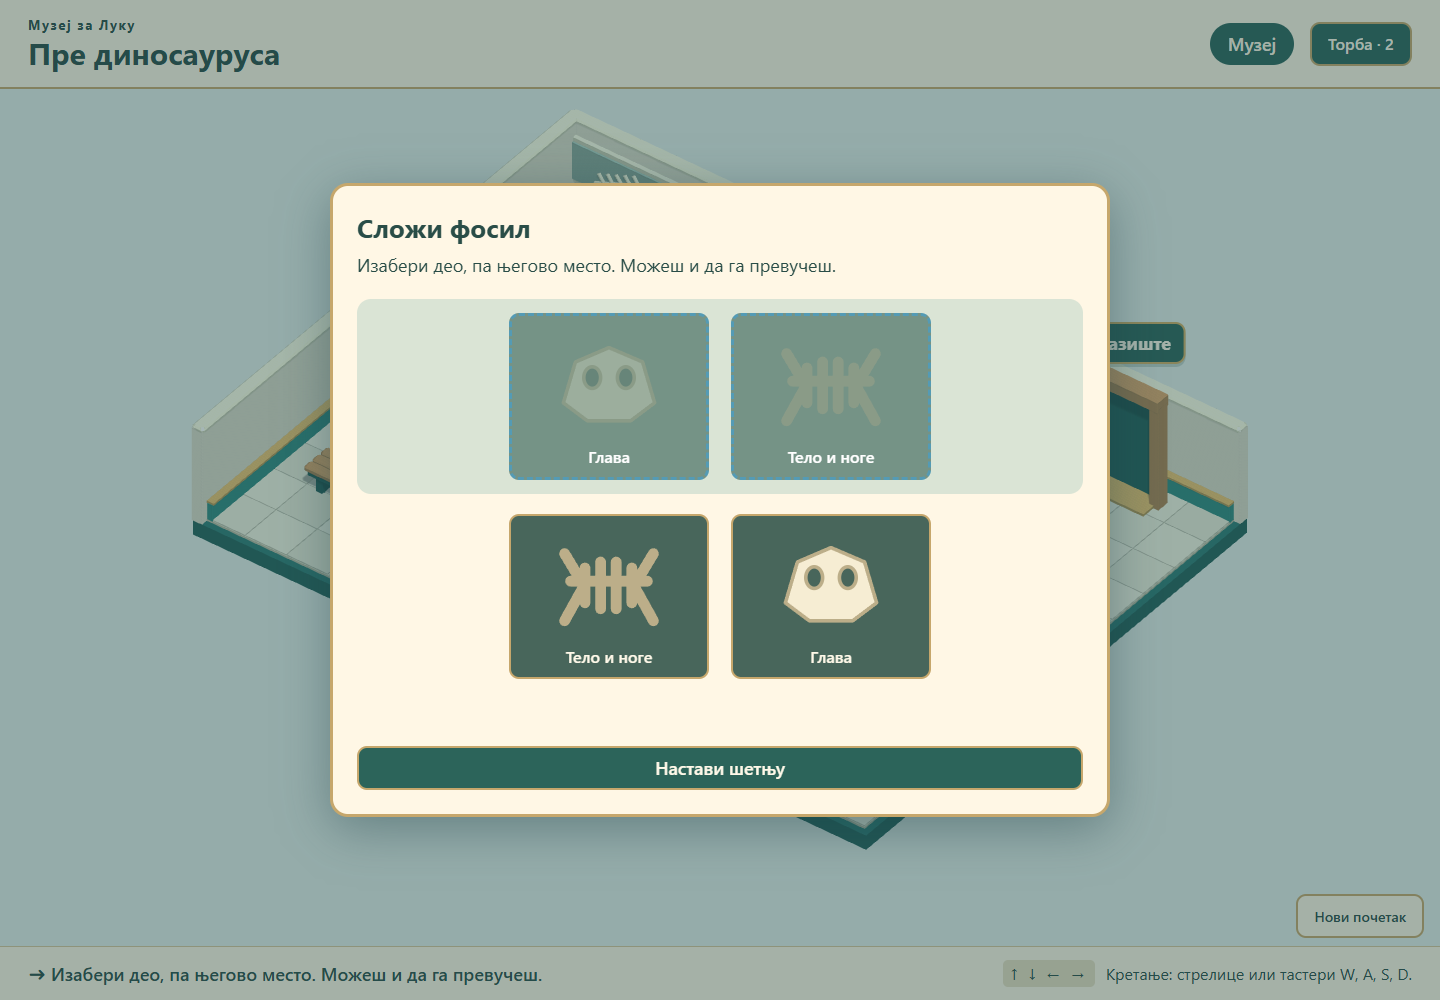 Музеј за Луку
Пре диносауруса
Музеј
Торба · 2
Сложи фосил
Изабери део, па његово место. Можеш и да га превучеш.
Глава
Тело и ноге
Тело и ноге
Глава
Настави шетњу
Нови почетак
→ Изабери део, па његово место. Можеш и да га превучеш.
↑ ↓ ← → Кретање: стрелице или тастери W, A, S, D.